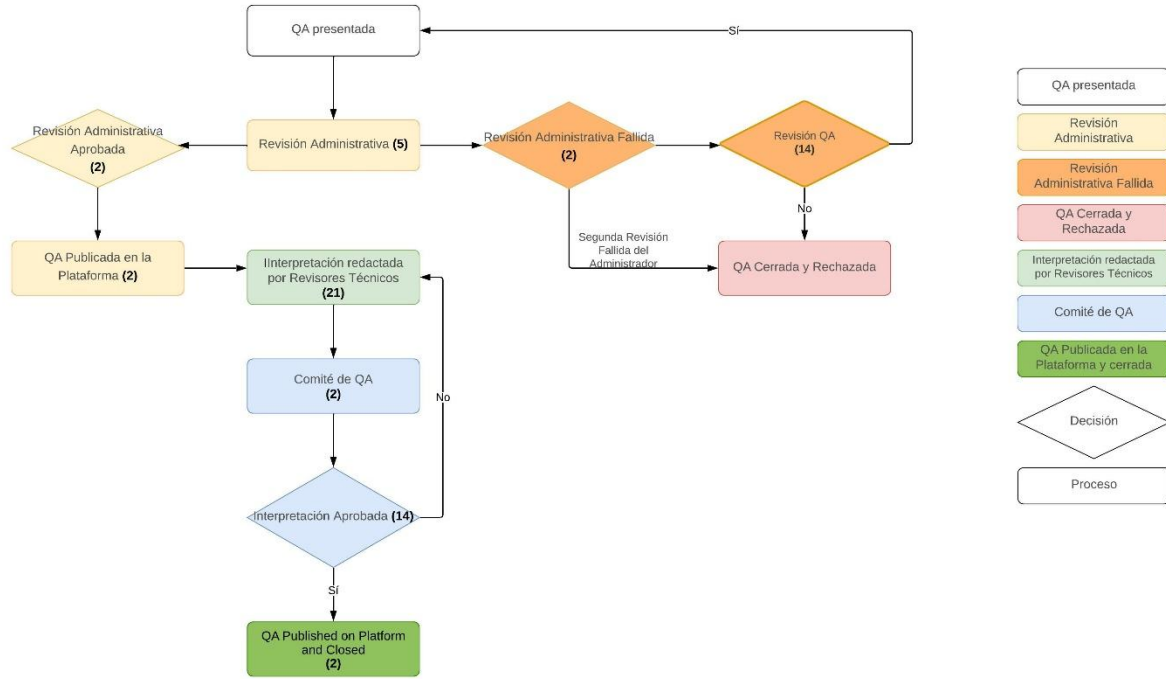 QA presentada
Sí
Revisión Administrativa
Aprobada
(2)
Revisión Administrativa (5)
Revisión Administrativa Fallida
(2)
Revisión QA
(14)
No
Segunda Revisión
Fallida del
Administrador
QA Cerrada y Rechazada
QA Publicada en la
Plataforma (2)
IInterpretación redactada
por Revisores Técnicos
(21)
Comité de QA
(2)
No
Interpretación Aprobada (14)
Sí
QA Published on Platform
and Closed
(2)
QA presentada
Revisión
Administrativa
Revisión
Administrativa Fallida
QA Cerrada y
Rechazada
Interpretación redactada
por Revisores Técnicos
Comité de QA
QA Publicada en la
Plataforma y cerrada
Decisión
Proceso